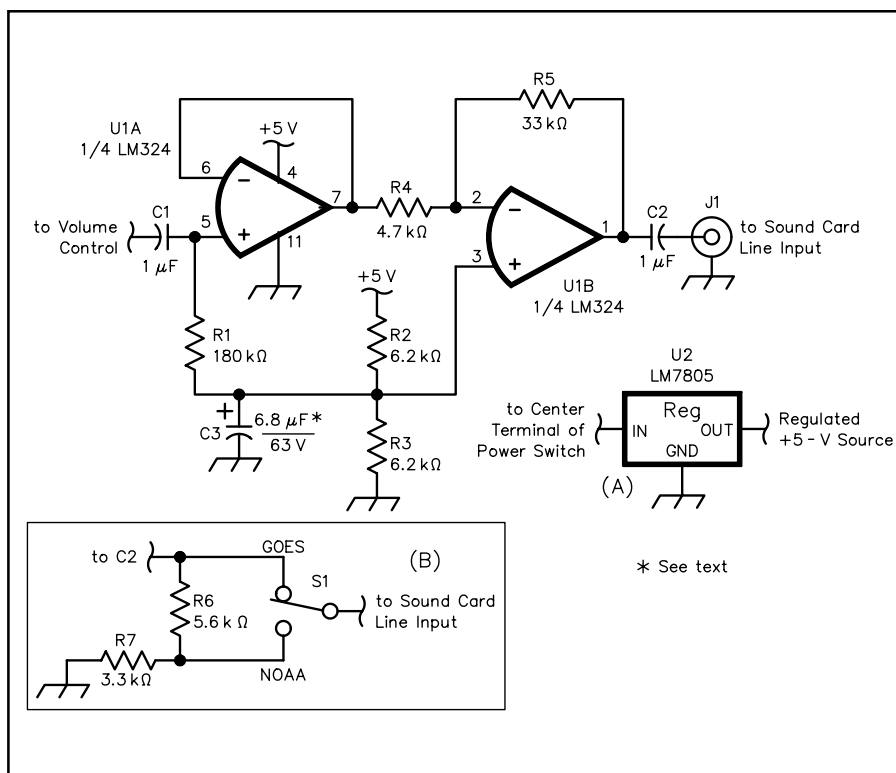 R5
33 kΩ
U1A
1/4 LM324
+5 V
6
4
7
R4
4.7 kΩ
2
5
11
1
3
to Volume
Control
C1
1 µF
C2
1 µF
J1
to Sound Card
Line Input
U1B
1/4 LM324
−
+
−
+
+5 V
R1
180 kΩ
R2
6.2 kΩ
+
C3
6.8 µF*
63 V
R3
6.2 kΩ
U2
LM7805
to Center
Terminal of
Power Switch
Reg
IN
OUT
GND
Regulated
+5-V Source
(A)
to C2
GOES
(B)
S1
R6
5.6 k Ω
to Sound Card
Line Input
R7
3.3 kΩ
NOAA
* See text